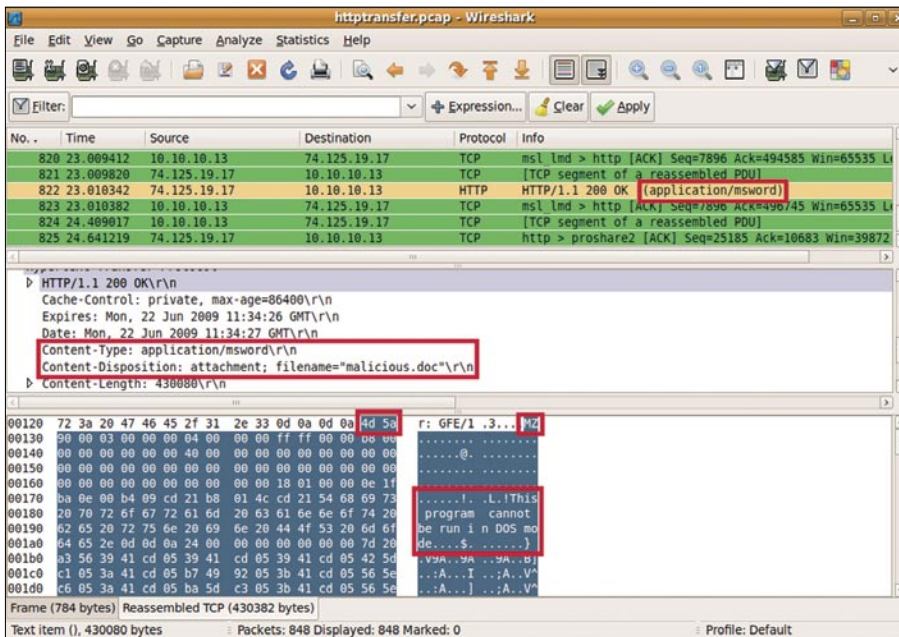 httptransfer.pcap - Wireshark
File Edit View Go Capture Analyze Statistics Help
Filter: Expression... Clear Apply
No. . Time Source Destination Protocol Info
820 23.009412 10.10.10.13 74.125.19.17 TCP msl_lmd > http [ACK] Seq=7896 Ack=494585 Win=65535 Le
821 23.009820 74.125.19.17 10.10.10.13 TCP [TCP segment of a reassembled PDU]
822 23.010342 74.125.19.17 10.10.10.13 HTTP HTTP/1.1 200 OK (application/msword)
823 23.010382 10.10.10.13 74.125.19.17 TCP msl_lmd > http [ACK] Seq=7896 Ack=496745 Win=65535 Le
824 24.409017 74.125.19.17 10.10.10.13 TCP [TCP segment of a reassembled PDU]
825 24.641219 74.125.19.17 10.10.10.13 TCP http > proshare2 [ACK] Seq=25185 Ack=10683 Win=39872
HTTP/1.1 200 OK\r\n
Cache-Control: private, max-age=86400\r\n
Expires: Mon, 22 Jun 2009 11:34:26 GMT\r\n
Date: Mon, 22 Jun 2009 11:34:27 GMT\r\n
Content-Type: application/msword\r\n
Content-Disposition: attachment; filename="malicious.doc"\r\n
Content-Length: 430080\r\n
00120 72 3a 20 47 46 45 2f 31 2e 33 0d 0a 0d 0a 4d 5a r: GFE/1 .3....MZ
00130 90 00 03 00 00 00 04 00 00 00 ff ff 00 00 b8 00 ........ ........
00140 00 00 00 00 00 00 40 00 00 00 00 00 00 00 00 00 ......@. ........
00150 00 00 00 00 00 00 00 00 00 00 00 00 00 00 00 00 ........ ........
00160 00 00 00 00 00 00 00 00 00 00 18 01 00 00 0e 1f ........ ........
00170 ba 0e 00 b4 09 cd 21 b8 01 4c cd 21 54 68 69 73 ......!. .L.!This
00180 20 70 72 6f 67 72 61 6d 20 63 61 6e 6e 6f 74 20 program cannot
00190 62 65 20 72 75 6e 20 69 6e 20 44 4f 53 20 6d 6f be run i n DOS mo
001a0 64 65 2e 0d 0d 0a 24 00 00 00 00 00 00 00 7d 20 de....$. ......}
001b0 a3 56 39 41 cd 05 39 41 cd 05 39 41 cd 05 42 5d .V9A..9A ..9A..B]
001c0 c1 05 3a 41 cd 05 b7 49 92 05 3b 41 cd 05 56 5e ..:A...I ..;A..V^
001d0 c6 05 3a 41 cd 05 ba 5d c3 05 3b 41 cd 05 56 5e ..:A...] ..;A..V^
Frame (784 bytes) Reassembled TCP (430382 bytes)
Text item (), 430080 bytes Packets: 848 Displayed: 848 Marked: 0 Profile: Default